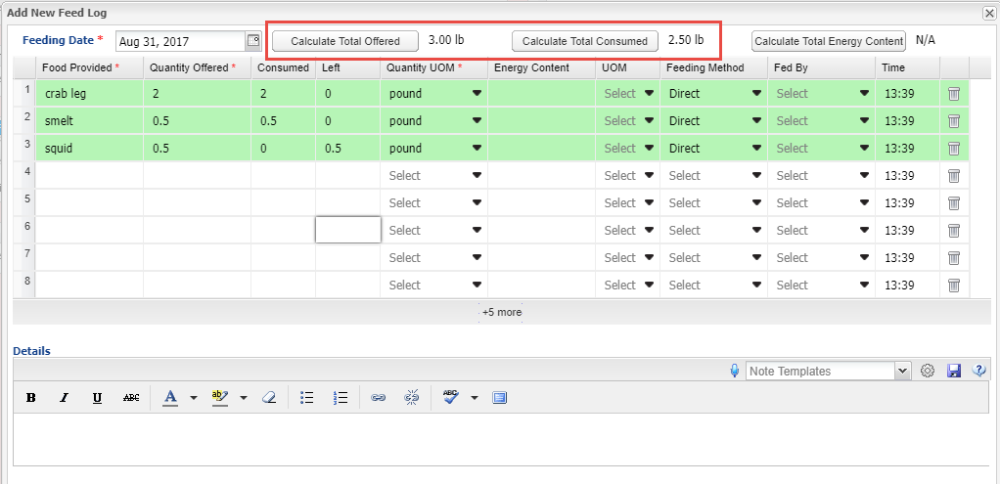 Add New Feed Log
Feeding Date * Aug 31, 2017 Calculate Total Offered 3.00 lb Calculate Total Consumed 2.50 lb Calculate Total Energy Content N/A
Food Provided * Quantity Offered * Consumed Left Quantity UOM * Energy Content UOM Feeding Method Fed By Time
1 crab leg 2 2 0 pound Select Direct Select 13:39
2 smelt 0.5 0.5 0 pound Select Direct Select 13:39
3 squid 0.5 0 0.5 pound Select Direct Select 13:39
4 Select Select Select Select 13:39
5 Select Select Select Select 13:39
6 Select Select Select Select 13:39
7 Select Select Select Select 13:39
8 Select Select Select Select 13:39
+5 more
Details
Note Templates
B I U ABC A ab ABC